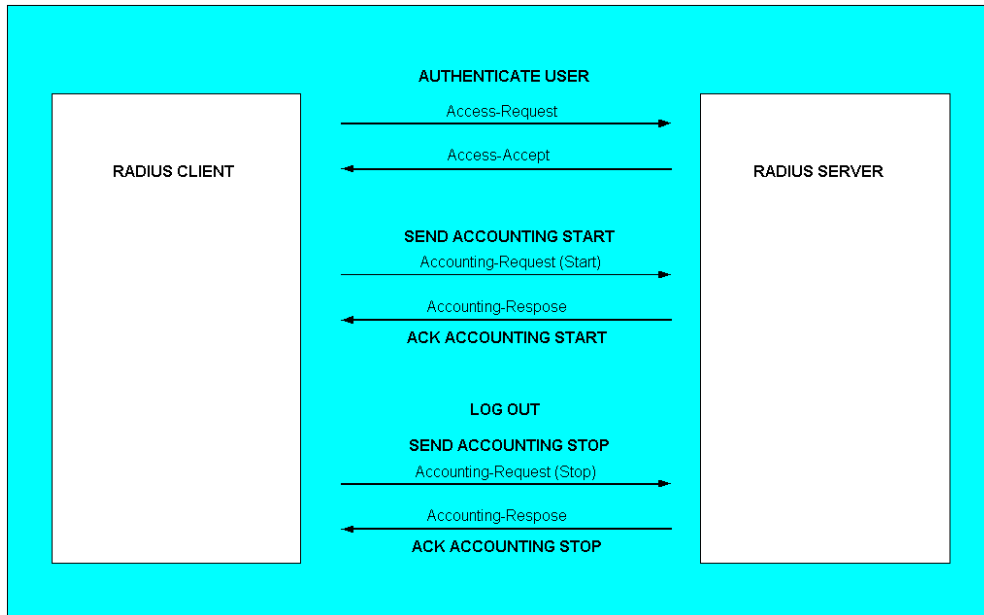 AUTHENTICATE USER
Access-Request
Access-Accept
RADIUS CLIENT
RADIUS SERVER
SEND ACCOUNTING START
Accounting-Request (Start)
Accounting-Respose
ACK ACCOUNTING START
LOG OUT
SEND ACCOUNTING STOP
Accounting-Request (Stop)
Accounting-Respose
ACK ACCOUNTING STOP